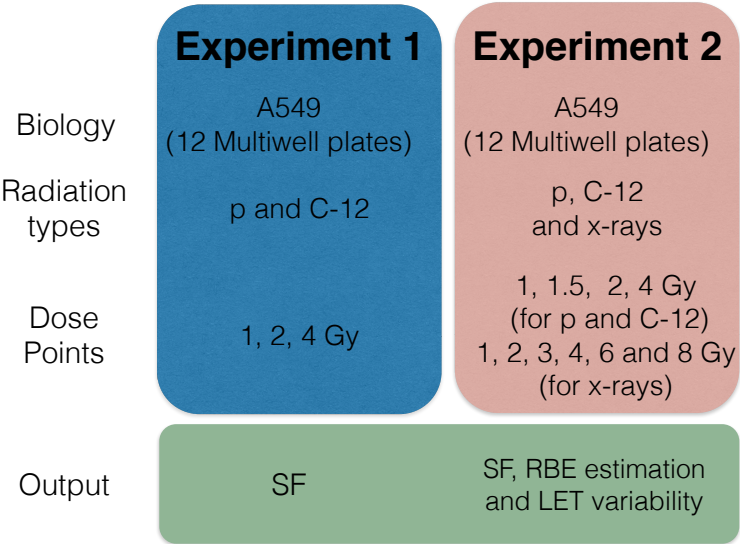 Experiment 1
Experiment 2
Biology
A549
(12 Multiwell plates)
A549
(12 Multiwell plates)
Radiation
types
p and C-12
p, C-12
and x-rays
Dose
Points
1, 2, 4 Gy
1, 1.5, 2, 4 Gy
(for p and C-12)
1, 2, 3, 4, 6 and 8 Gy
(for x-rays)
Output
SF
SF, RBE estimation
and LET variability